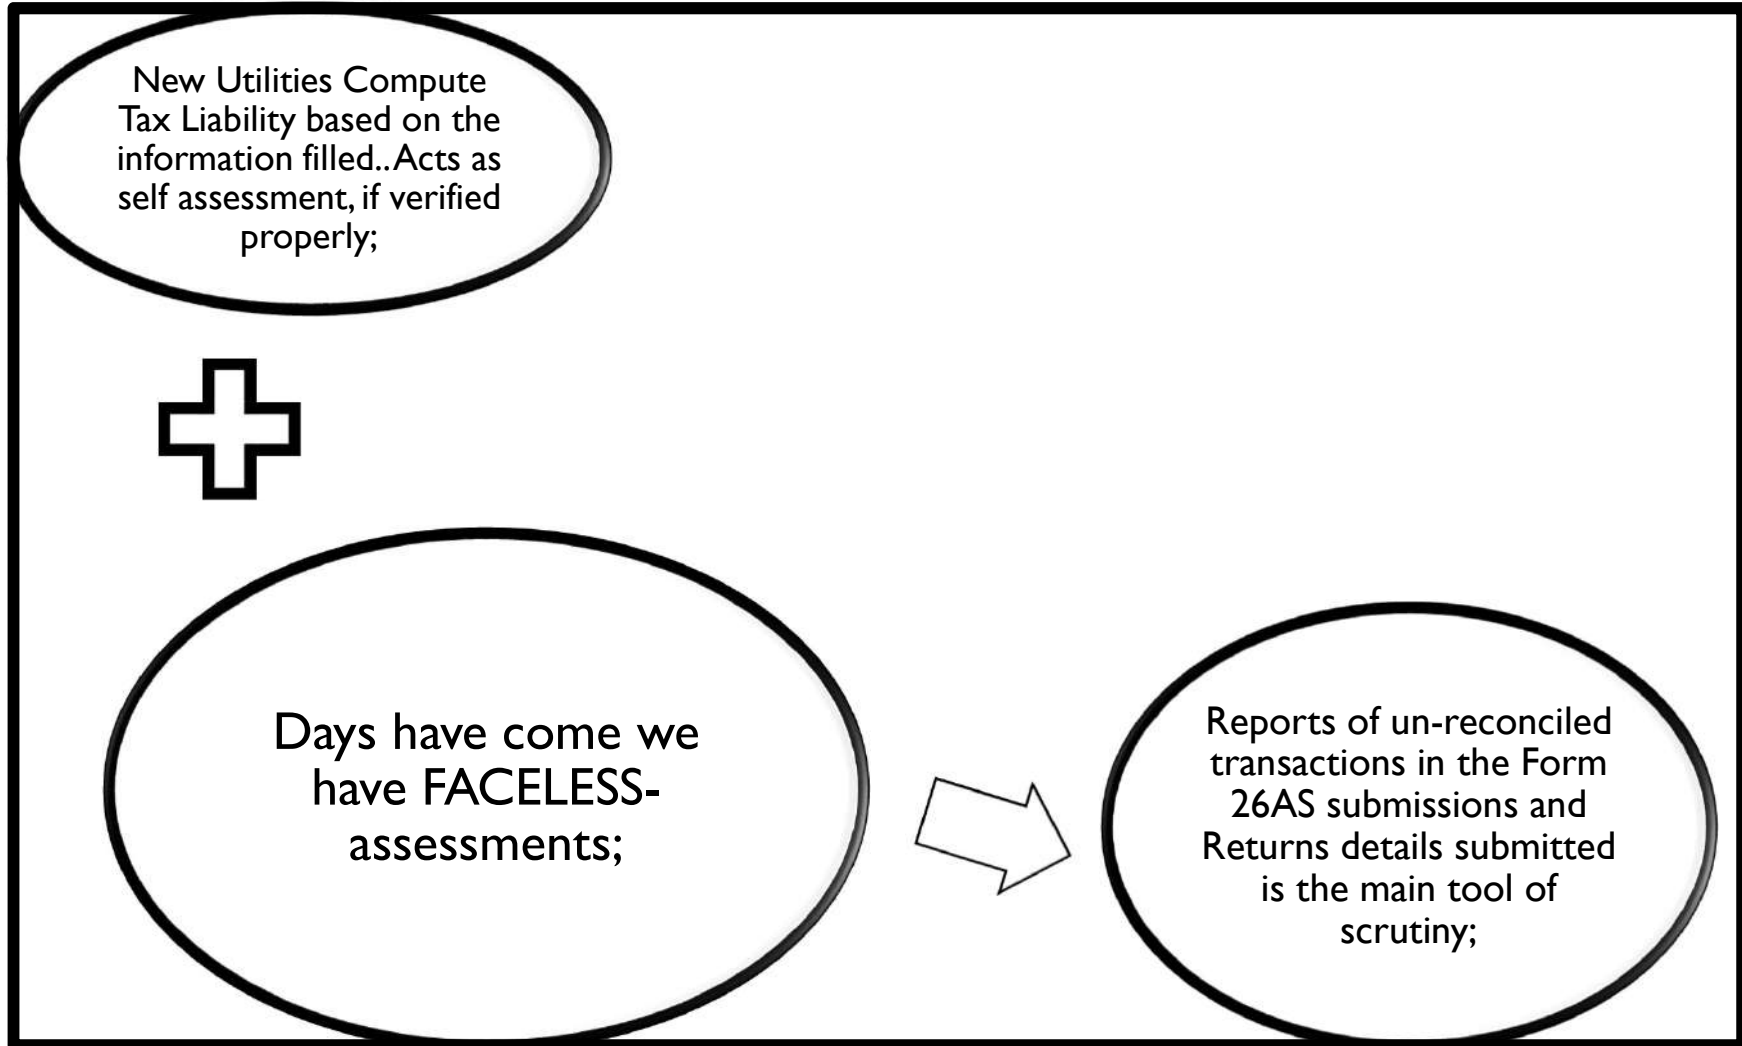 New Utilities Compute
Tax Liability based on the
information filled.. Acts as
self assessment, if verified
properly;
Days have come we
have FACELESS-
assessments;
Reports of un-reconciled
transactions in the Form
26AS submissions and
Returns details submitted
is the main tool of
scrutiny;